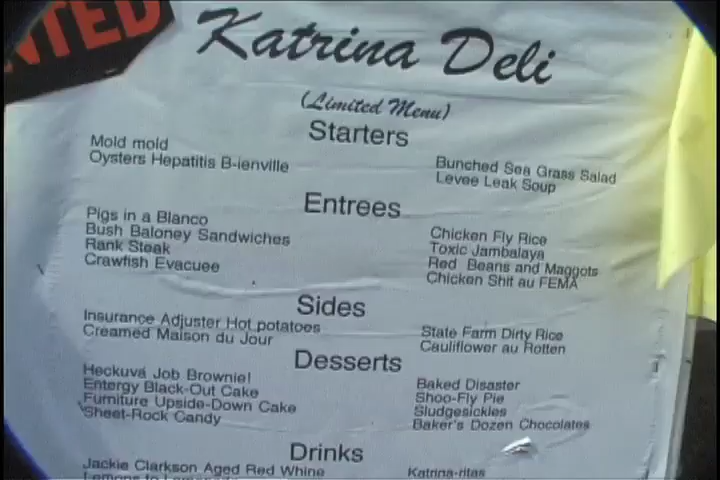 NTED
Katrina Deli
(Limited Menu)
Starters
Mold mold
Oysters Hepatitis B-ienville
Bunched Sea Grass Salad
Levee Leak Soup
Entrees
Pigs in a Blanco
Bush Baloney Sandwiches
Rank Steak
Crawfish Evacuee
Chicken Fly Rice
Toxic Jambalaya
Red Beans and Maggots
Chicken Shit au FEMA
Sides
Insurance Adjuster Hot potatoes
Creamed Maison du Jour
State Farm Dirty Rice
Cauliflower au Rotten
Desserts
Heckuva Job Brownie!
Entergy Black-Out Cake
Furniture Upside-Down Cake
Sheet-Rock Candy
Baked Disaster
Shoo-Fly Pie
Sludgesickles
Baker's Dozen Chocolates
Drinks
Jackie Clarkson Aged Red Whine
Katrina-ritas
Lemons to